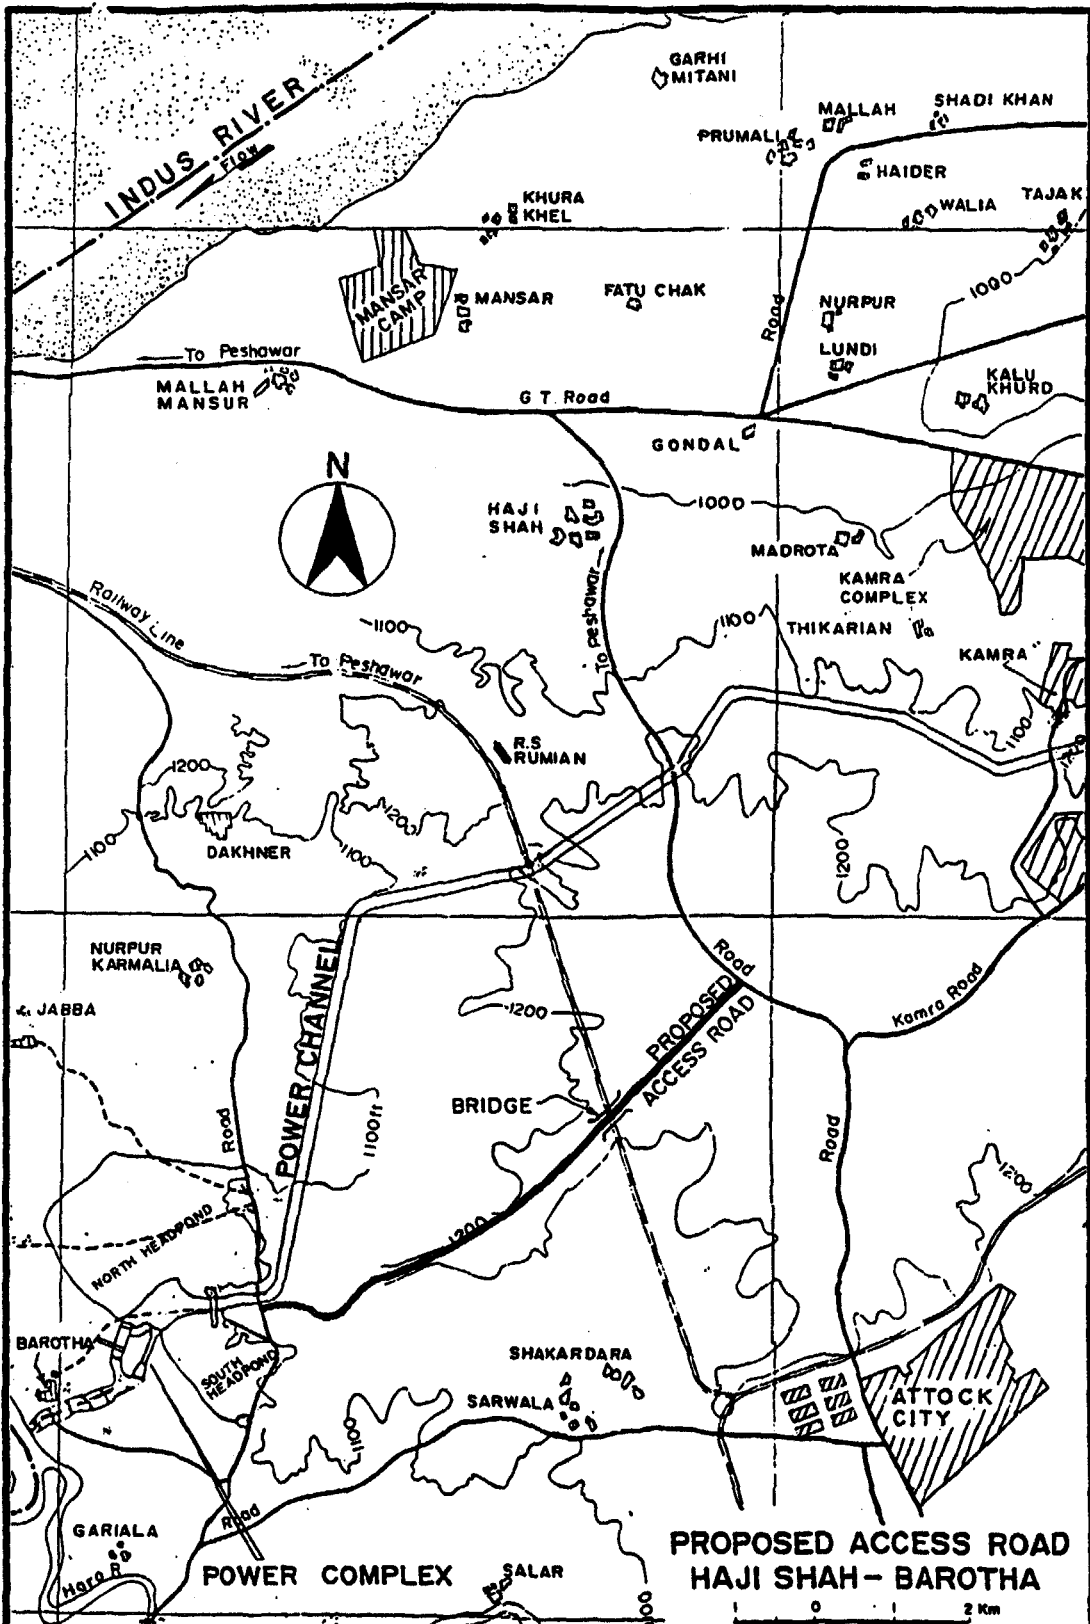 GARHI
MITANI
MALLAH
SHADI KHAN
PRUMALI
HAIDER
INDUS RIVER
Flow
WALIA
TAJAK
KHURA
KHEL
1000
MANSAR
CAMP
MANSAR
FATU CHAK
Road
NURPUR
LUNDI
To Peshawar
MALLAH
MANSUR
KALU
KHURD
G T. Road
GONDAL
N
HAJI
SHAH
1000
MADROTA
KAMRA
COMPLEX
THIKARIAN
KAMRA
Railway Line
To Peshawar
1100
To Peshawar
1100
1100
1200
R.S
RUMIAN
1200
1200
1100
DAKHNER
1100
1200
NURPUR
KARMALIA
JABBA
Road
PROPOSED
ACCESS ROAD
Kamra Road
1200
POWER CHANNEL
BRIDGE
1100ft
Road
Road
1200
1200
NORTH HEADPOND
BAROTHA
SOUTH
HEADPOND
SHAKARDARA
SARWALA
ATTOCK
CITY
1100
Road
GARIALA
Haro R
POWER COMPLEX
SALAR
PROPOSED ACCESS ROAD
HAJI SHAH - BAROTHA
1 0 2 Km